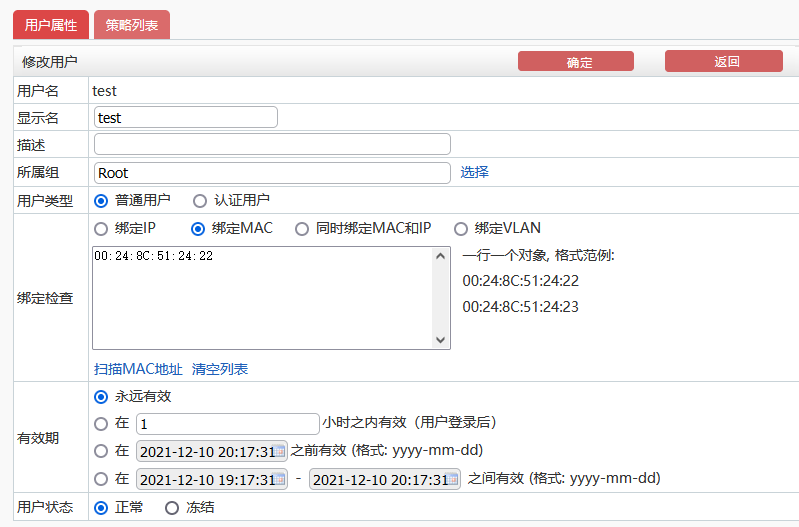 用户属性 策略列表
修改用户 确定 返回
用户名 test
显示名 test
描述
所属组 Root 选择
用户类型 普通用户 认证用户
绑定IP 绑定MAC 同时绑定MAC和IP 绑定VLAN
绑定检查
00:24:8C:51:24:22
一行一个对象, 格式范例:
00:24:8C:51:24:22
00:24:8C:51:24:23
扫描MAC地址 清空列表
有效期
永远有效
在 1 小时之内有效（用户登录后）
在 2021-12-10 20:17:31 之前有效 (格式: yyyy-mm-dd)
在 2021-12-10 19:17:31 - 2021-12-10 20:17:31 之间有效 (格式: yyyy-mm-dd)
用户状态 正常 冻结